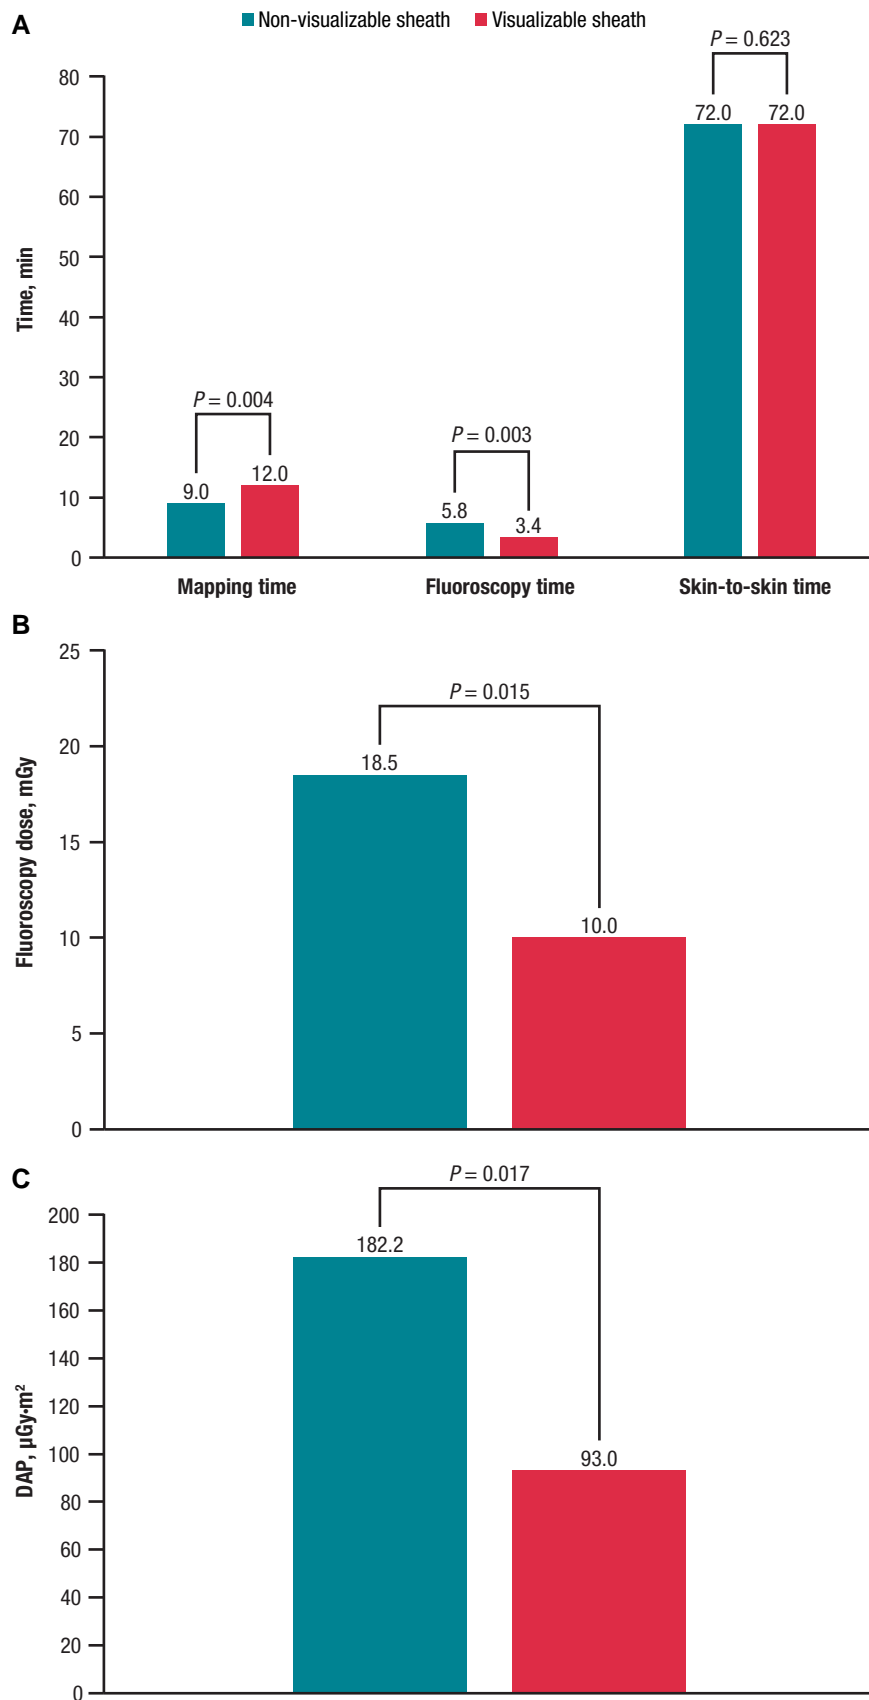 A
Non-visualizable sheath Visualizable sheath
P = 0.623
80
70
60
50
40
30
20
10
0
Time, min
72.0 72.0
P = 0.004
9.0 12.0
P = 0.003
5.8 3.4
Mapping time Fluoroscopy time Skin-to-skin time
B
25
20
15
10
5
0
Fluoroscopy dose, mGy
P = 0.015
18.5
10.0
C
200
180
160
140
120
100
80
60
40
20
0
DAP, µGy·m²
P = 0.017
182.2
93.0